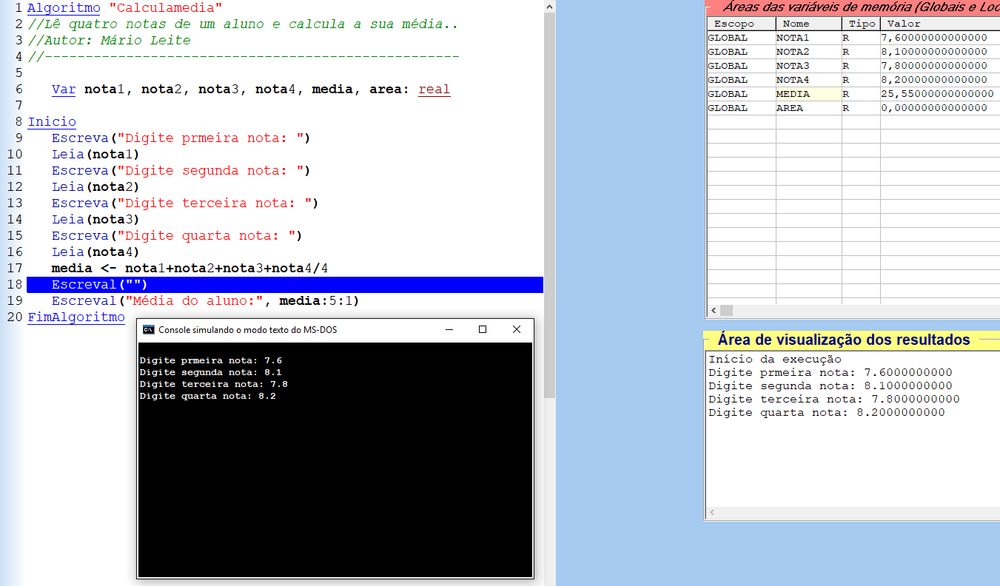 1 Algoritmo "Calculamedia"
2 //Lê quatro notas de um aluno e calcula a sua média..
3 //Autor: Mário Leite
4 //---------------------------------------------------
5
6 Var nota1, nota2, nota3, nota4, media, area: real
7
8 Inicio
9 Escreva("Digite prmeira nota: ")
10 Leia(nota1)
11 Escreva("Digite segunda nota: ")
12 Leia(nota2)
13 Escreva("Digite terceira nota: ")
14 Leia(nota3)
15 Escreva("Digite quarta nota: ")
16 Leia(nota4)
17 media <- nota1+nota2+nota3+nota4/4
18 Escreval("")
19 Escreval("Média do aluno:", media:5:1)
20 FimAlgoritmo
Console simulando o modo texto do MS-DOS
Digite prmeira nota: 7.6
Digite segunda nota: 8.1
Digite terceira nota: 7.8
Digite quarta nota: 8.2
Áreas das variáveis de memória (Globais e Loc
Escopo Nome Tipo Valor
GLOBAL NOTA1 R 7,60000000000000
GLOBAL NOTA2 R 8,10000000000000
GLOBAL NOTA3 R 7,80000000000000
GLOBAL NOTA4 R 8,20000000000000
GLOBAL MEDIA R 25,55000000000000
GLOBAL AREA R 0,00000000000000
Área de visualização dos resultados
Início da execução
Digite prmeira nota: 7.6000000000
Digite segunda nota: 8.1000000000
Digite terceira nota: 7.8000000000
Digite quarta nota: 8.2000000000